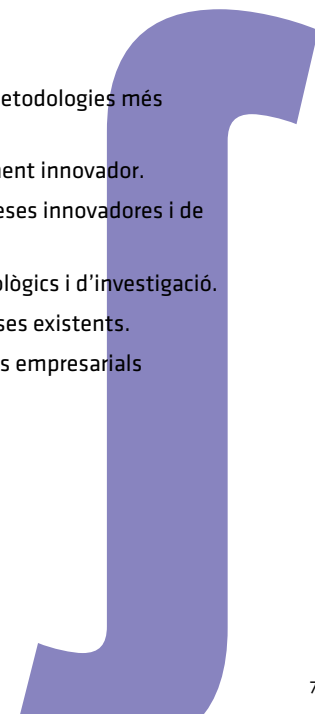 etodologies més
ent innovador.
eses innovadores i de
ològics i d’investigació.
ses existents.
s empresarials
7